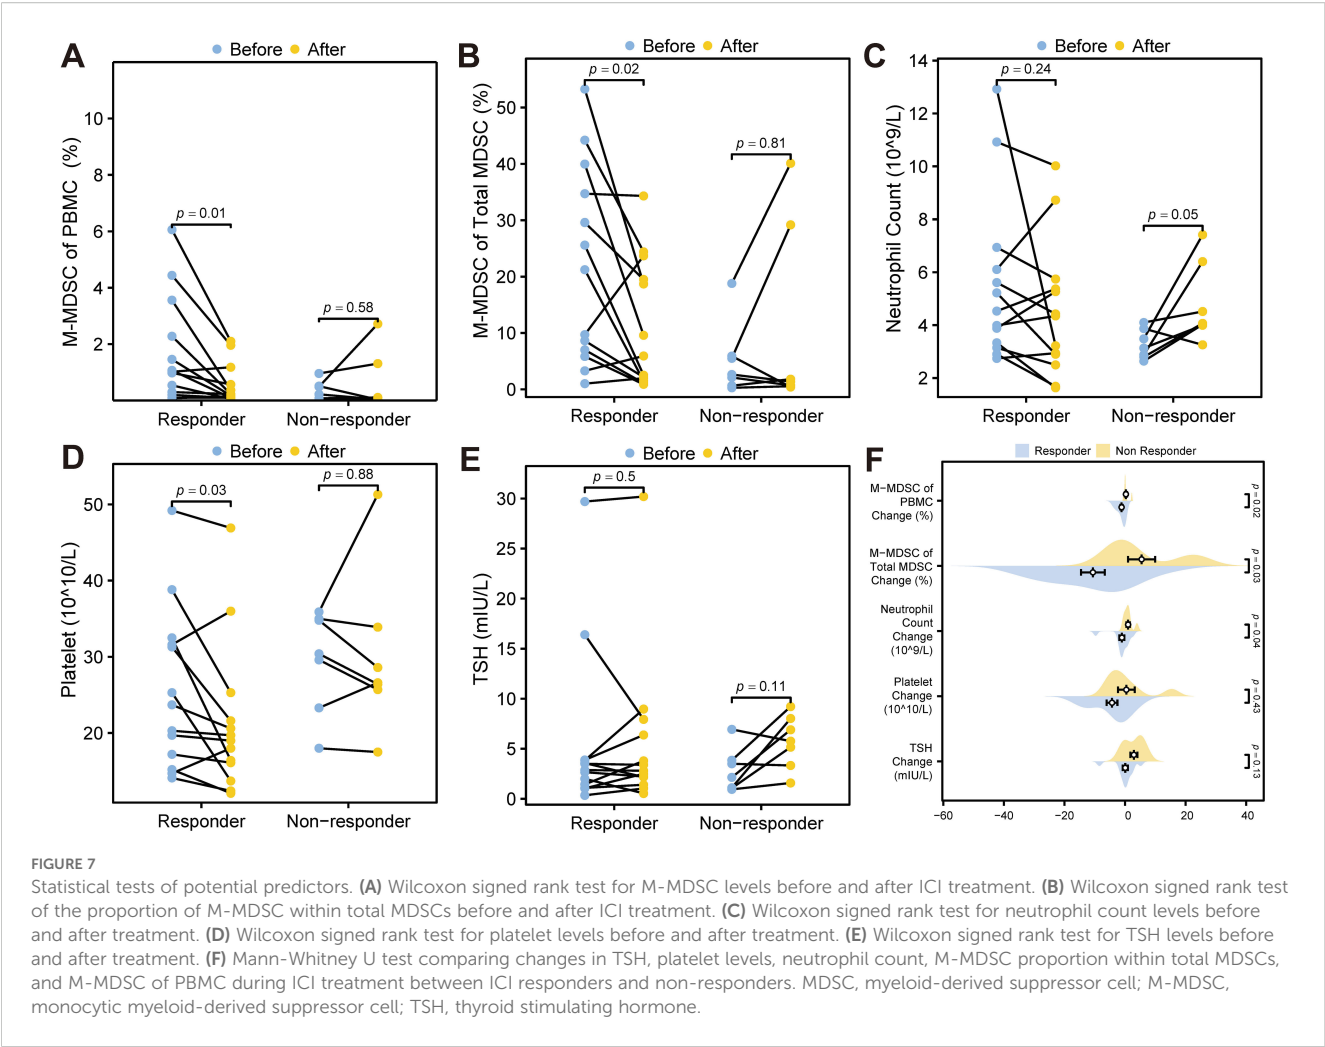 A
Before After
M-MDSC of PBMC (%)
10
8
6
4
2
p = 0.01
p = 0.58
Responder Non-responder
B
Before After
M-MDSC of Total MDSC (%)
50
40
30
20
10
0
p = 0.02
p = 0.81
Responder Non-responder
C
Before After
Neutrophil Count (10^9/L)
14
12
10
8
6
4
2
p = 0.24
p = 0.05
Responder Non-responder
D
Before After
Platelet (10^10/L)
50
40
30
20
p = 0.03
p = 0.88
Responder Non-responder
E
Before After
TSH (mIU/L)
30
25
20
15
10
5
0
p = 0.5
p = 0.11
Responder Non-responder
F
Responder Non Responder
M-MDSC of
PBMC
Change (%)
p = 0.02
M-MDSC of
Total MDSC
Change (%)
p = 0.03
Neutrophil
Count
Change
(10^9/L)
p = 0.04
Platelet
Change
(10^10/L)
p = 0.43
TSH
Change
(mIU/L)
p = 0.13
-60 -40 -20 0 20 40
FIGURE 7
Statistical tests of potential predictors. (A) Wilcoxon signed rank test for M-MDSC levels before and after ICI treatment. (B) Wilcoxon signed rank test
of the proportion of M-MDSC within total MDSCs before and after ICI treatment. (C) Wilcoxon signed rank test for neutrophil count levels before
and after treatment. (D) Wilcoxon signed rank test for platelet levels before and after treatment. (E) Wilcoxon signed rank test for TSH levels before
and after treatment. (F) Mann-Whitney U test comparing changes in TSH, platelet levels, neutrophil count, M-MDSC proportion within total MDSCs,
and M-MDSC of PBMC during ICI treatment between ICI responders and non-responders. MDSC, myeloid-derived suppressor cell; M-MDSC,
monocytic myeloid-derived suppressor cell; TSH, thyroid stimulating hormone.